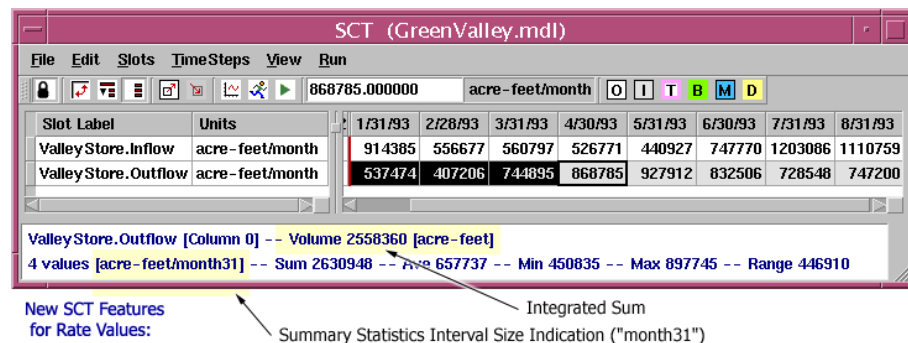 SCT (GreenValley.mdl)
File Edit Slots TimeSteps View Run
868785.000000 acre-feet/month O I T B M D
Slot Label Units 1/31/93 2/28/93 3/31/93 4/30/93 5/31/93 6/30/93 7/31/93 8/31/93
ValleyStore.Inflow acre-feet/month 914385 556677 560797 526771 440927 747770 1203086 1110759
ValleyStore.Outflow acre-feet/month 537474 407206 744895 868785 927912 832506 728548 747200
ValleyStore.Outflow [Column 0] -- Volume 2558360 [acre-feet]
4 values [acre-feet/month31] -- Sum 2630948 -- Ave 657737 -- Min 450835 -- Max 897745 -- Range 446910
New SCT Features
for Rate Values:
Integrated Sum
Summary Statistics Interval Size Indication ("month31")